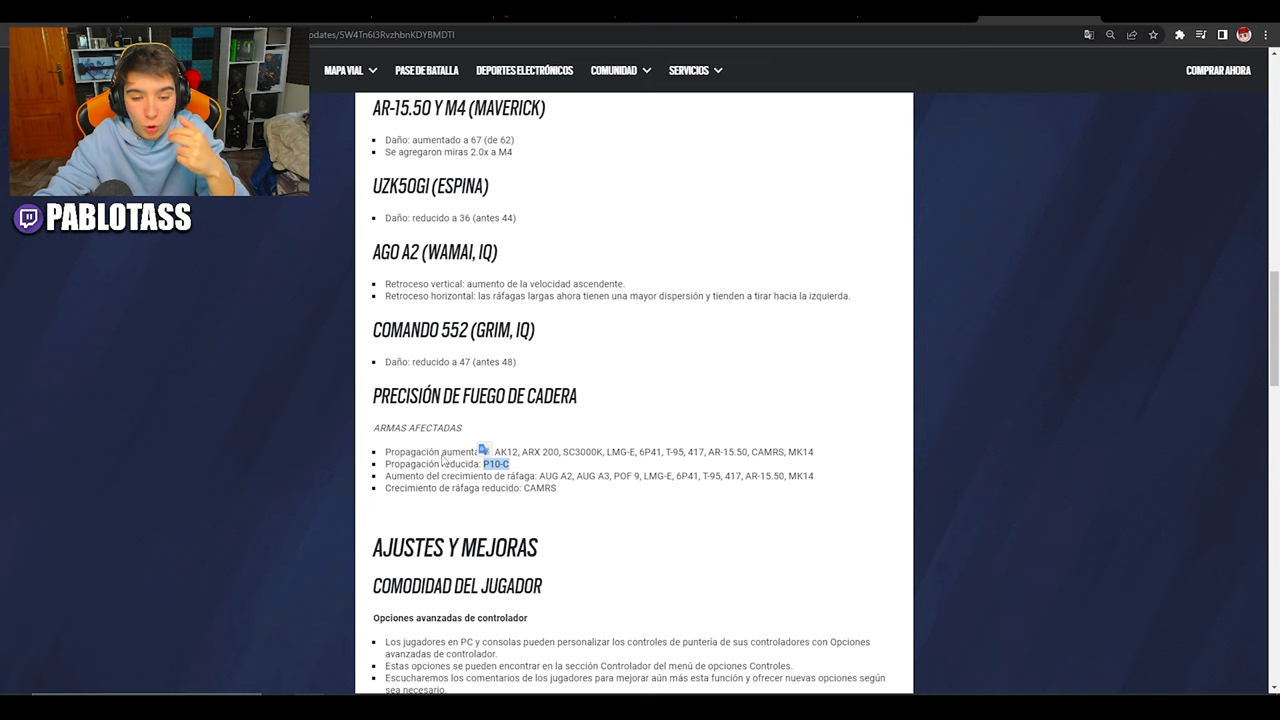 pdates/5W4Tn6I3RvzhbnKDYBMDTI
MAPA VIAL
PASE DE BATALLA
DEPORTES ELECTRÓNICOS
COMUNIDAD
SERVICIOS
COMPRAR AHORA
PABLOTASS
AR-15.50 Y M4 (MAVERICK)
Daño: aumentado a 67 (de 62)
Se agregaron miras 2.0x a M4
UZK50GI (ESPINA)
Daño: reducido a 36 (antes 44)
AGO A2 (WAMAI, IQ)
Retroceso vertical: aumento de la velocidad ascendente.
Retroceso horizontal: las ráfagas largas ahora tienen una mayor dispersión y tienden a tirar hacia la izquierda.
COMANDO 552 (GRIM, IQ)
Daño: reducido a 47 (antes 48)
PRECISIÓN DE FUEGO DE CADERA
ARMAS AFECTADAS
Propagación aumenta AK12, ARX 200, SC3000K, LMG-E, 6P41, T-95, 417, AR-15.50, CAMRS, MK14
Propagación reducida: P10-C
Aumento del crecimiento de ráfaga: AUG A2, AUG A3, POF 9, LMG-E, 6P41, T-95, 417, AR-15.50, MK14
Crecimiento de ráfaga reducido: CAMRS
AJUSTES Y MEJORAS
COMODIDAD DEL JUGADOR
Opciones avanzadas de controlador
Los jugadores en PC y consolas pueden personalizar los controles de puntería de sus controladores con Opciones
avanzadas de controlador.
Estas opciones se pueden encontrar en la sección Controlador del menú de opciones Controles.
Escucharemos los comentarios de los jugadores para mejorar aún más esta función y ofrecer nuevas opciones según
sea necesario.